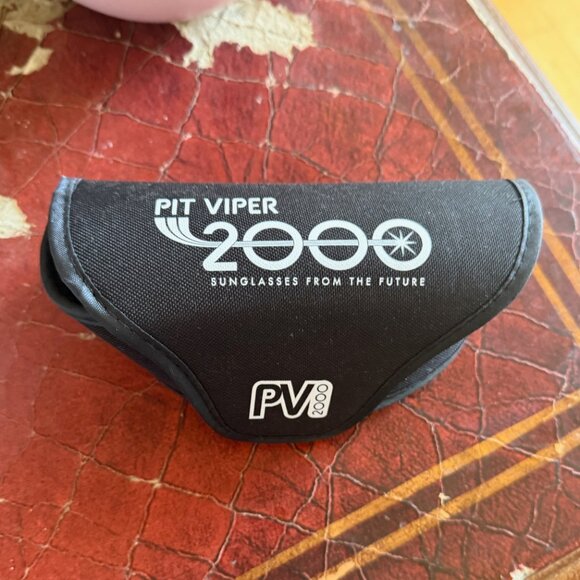 PIT VIPER
2000
SUNGLASSES FROM THE FUTURE
PV 2000